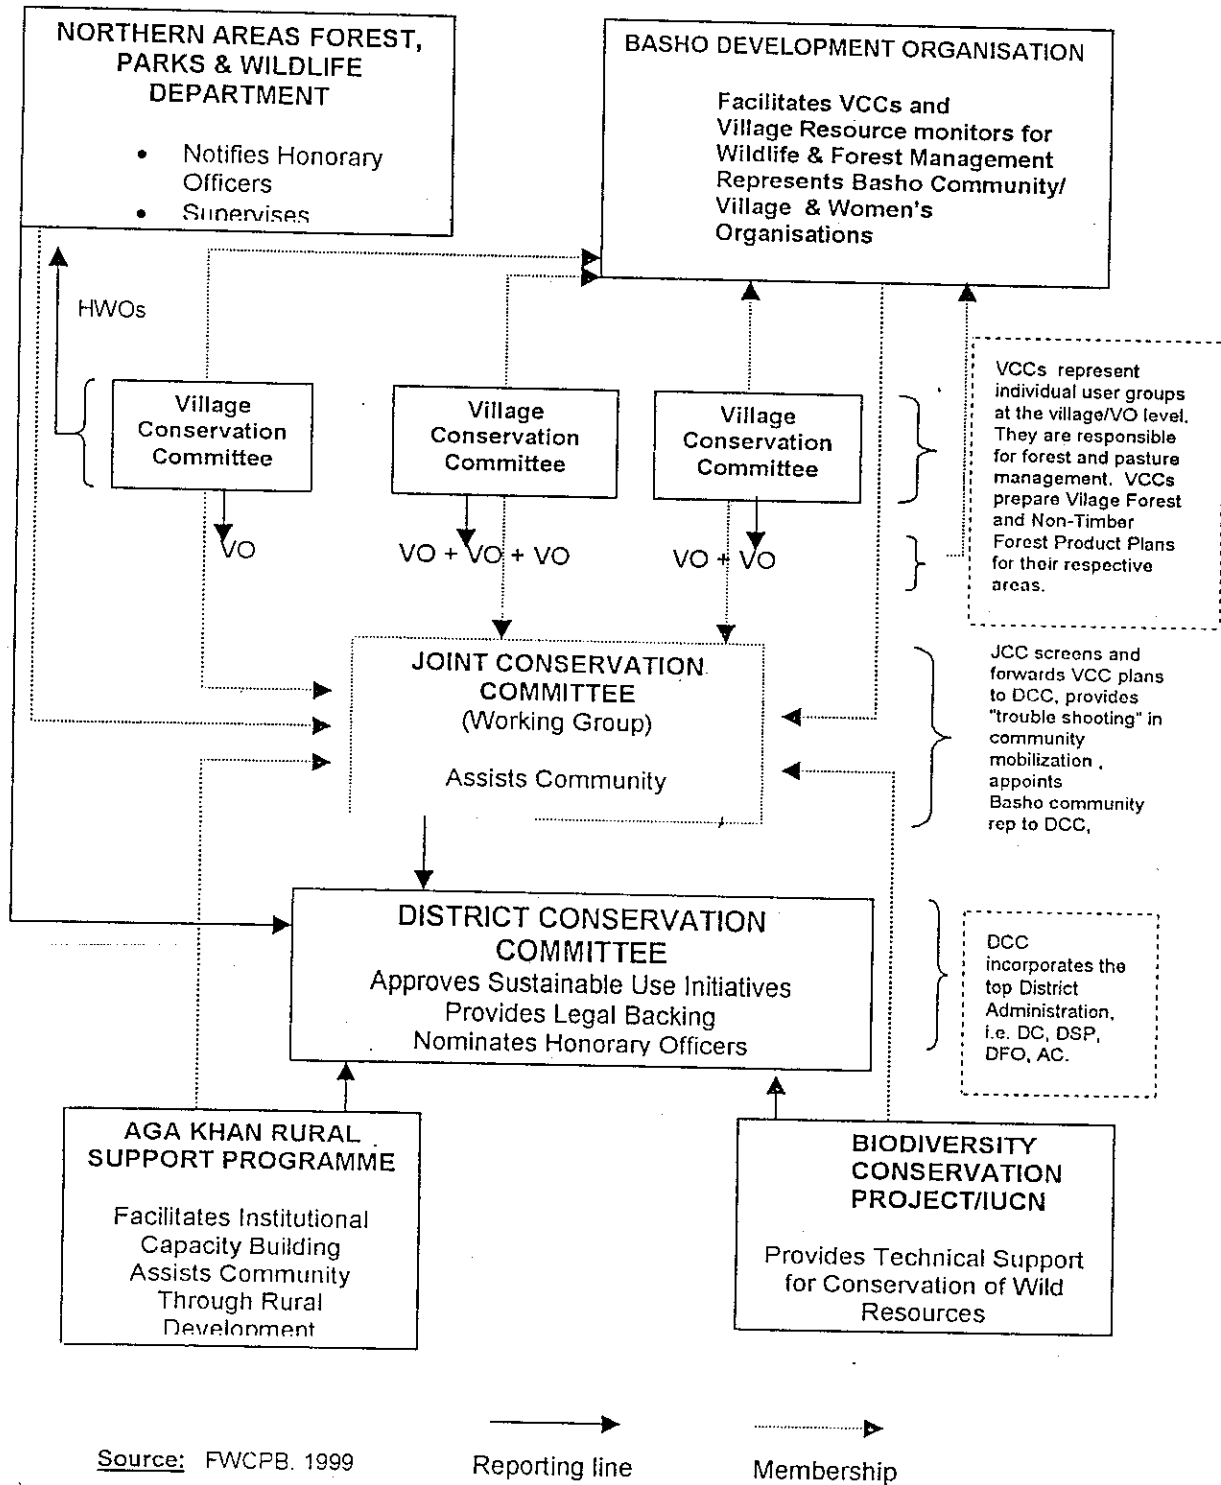 NORTHERN AREAS FOREST,
PARKS & WILDLIFE
DEPARTMENT
• Notifies Honorary
Officers
• Supervises
BASHO DEVELOPMENT ORGANISATION
Facilitates VCCs and
Village Resource monitors for
Wildlife & Forest Management
Represents Basho Community/
Village & Women's
Organisations
HWOs
Village
Conservation
Committee
Village
Conservation
Committee
Village
Conservation
Committee
VO
VO + VO + VO
VO + VO
VCCs represent
individual user groups
at the village/VO level.
They are responsible
for forest and pasture
management. VCCs
prepare Vilage Forest
and Non-Timber
Forest Product Plans
for their respective
areas.
JOINT CONSERVATION
COMMITTEE
(Working Group)
Assists Community
JCC screens and
forwards VCC plans
to DCC, provides
"trouble shooting" in
community
mobilization ,
appoints
Basho community
rep to DCC,
DISTRICT CONSERVATION
COMMITTEE
Approves Sustainable Use Initiatives
Provides Legal Backing
Nominates Honorary Officers
DCC
incorporates the
top District
Administration,
i.e. DC, DSP,
DFO, AC.
AGA KHAN RURAL
SUPPORT PROGRAMME
Facilitates Institutional
Capacity Building
Assists Community
Through Rural
Development
BIODIVERSITY
CONSERVATION
PROJECT/IUCN
Provides Technical Support
for Conservation of Wild
Resources
Source: FWCPB. 1999
Reporting line
Membership